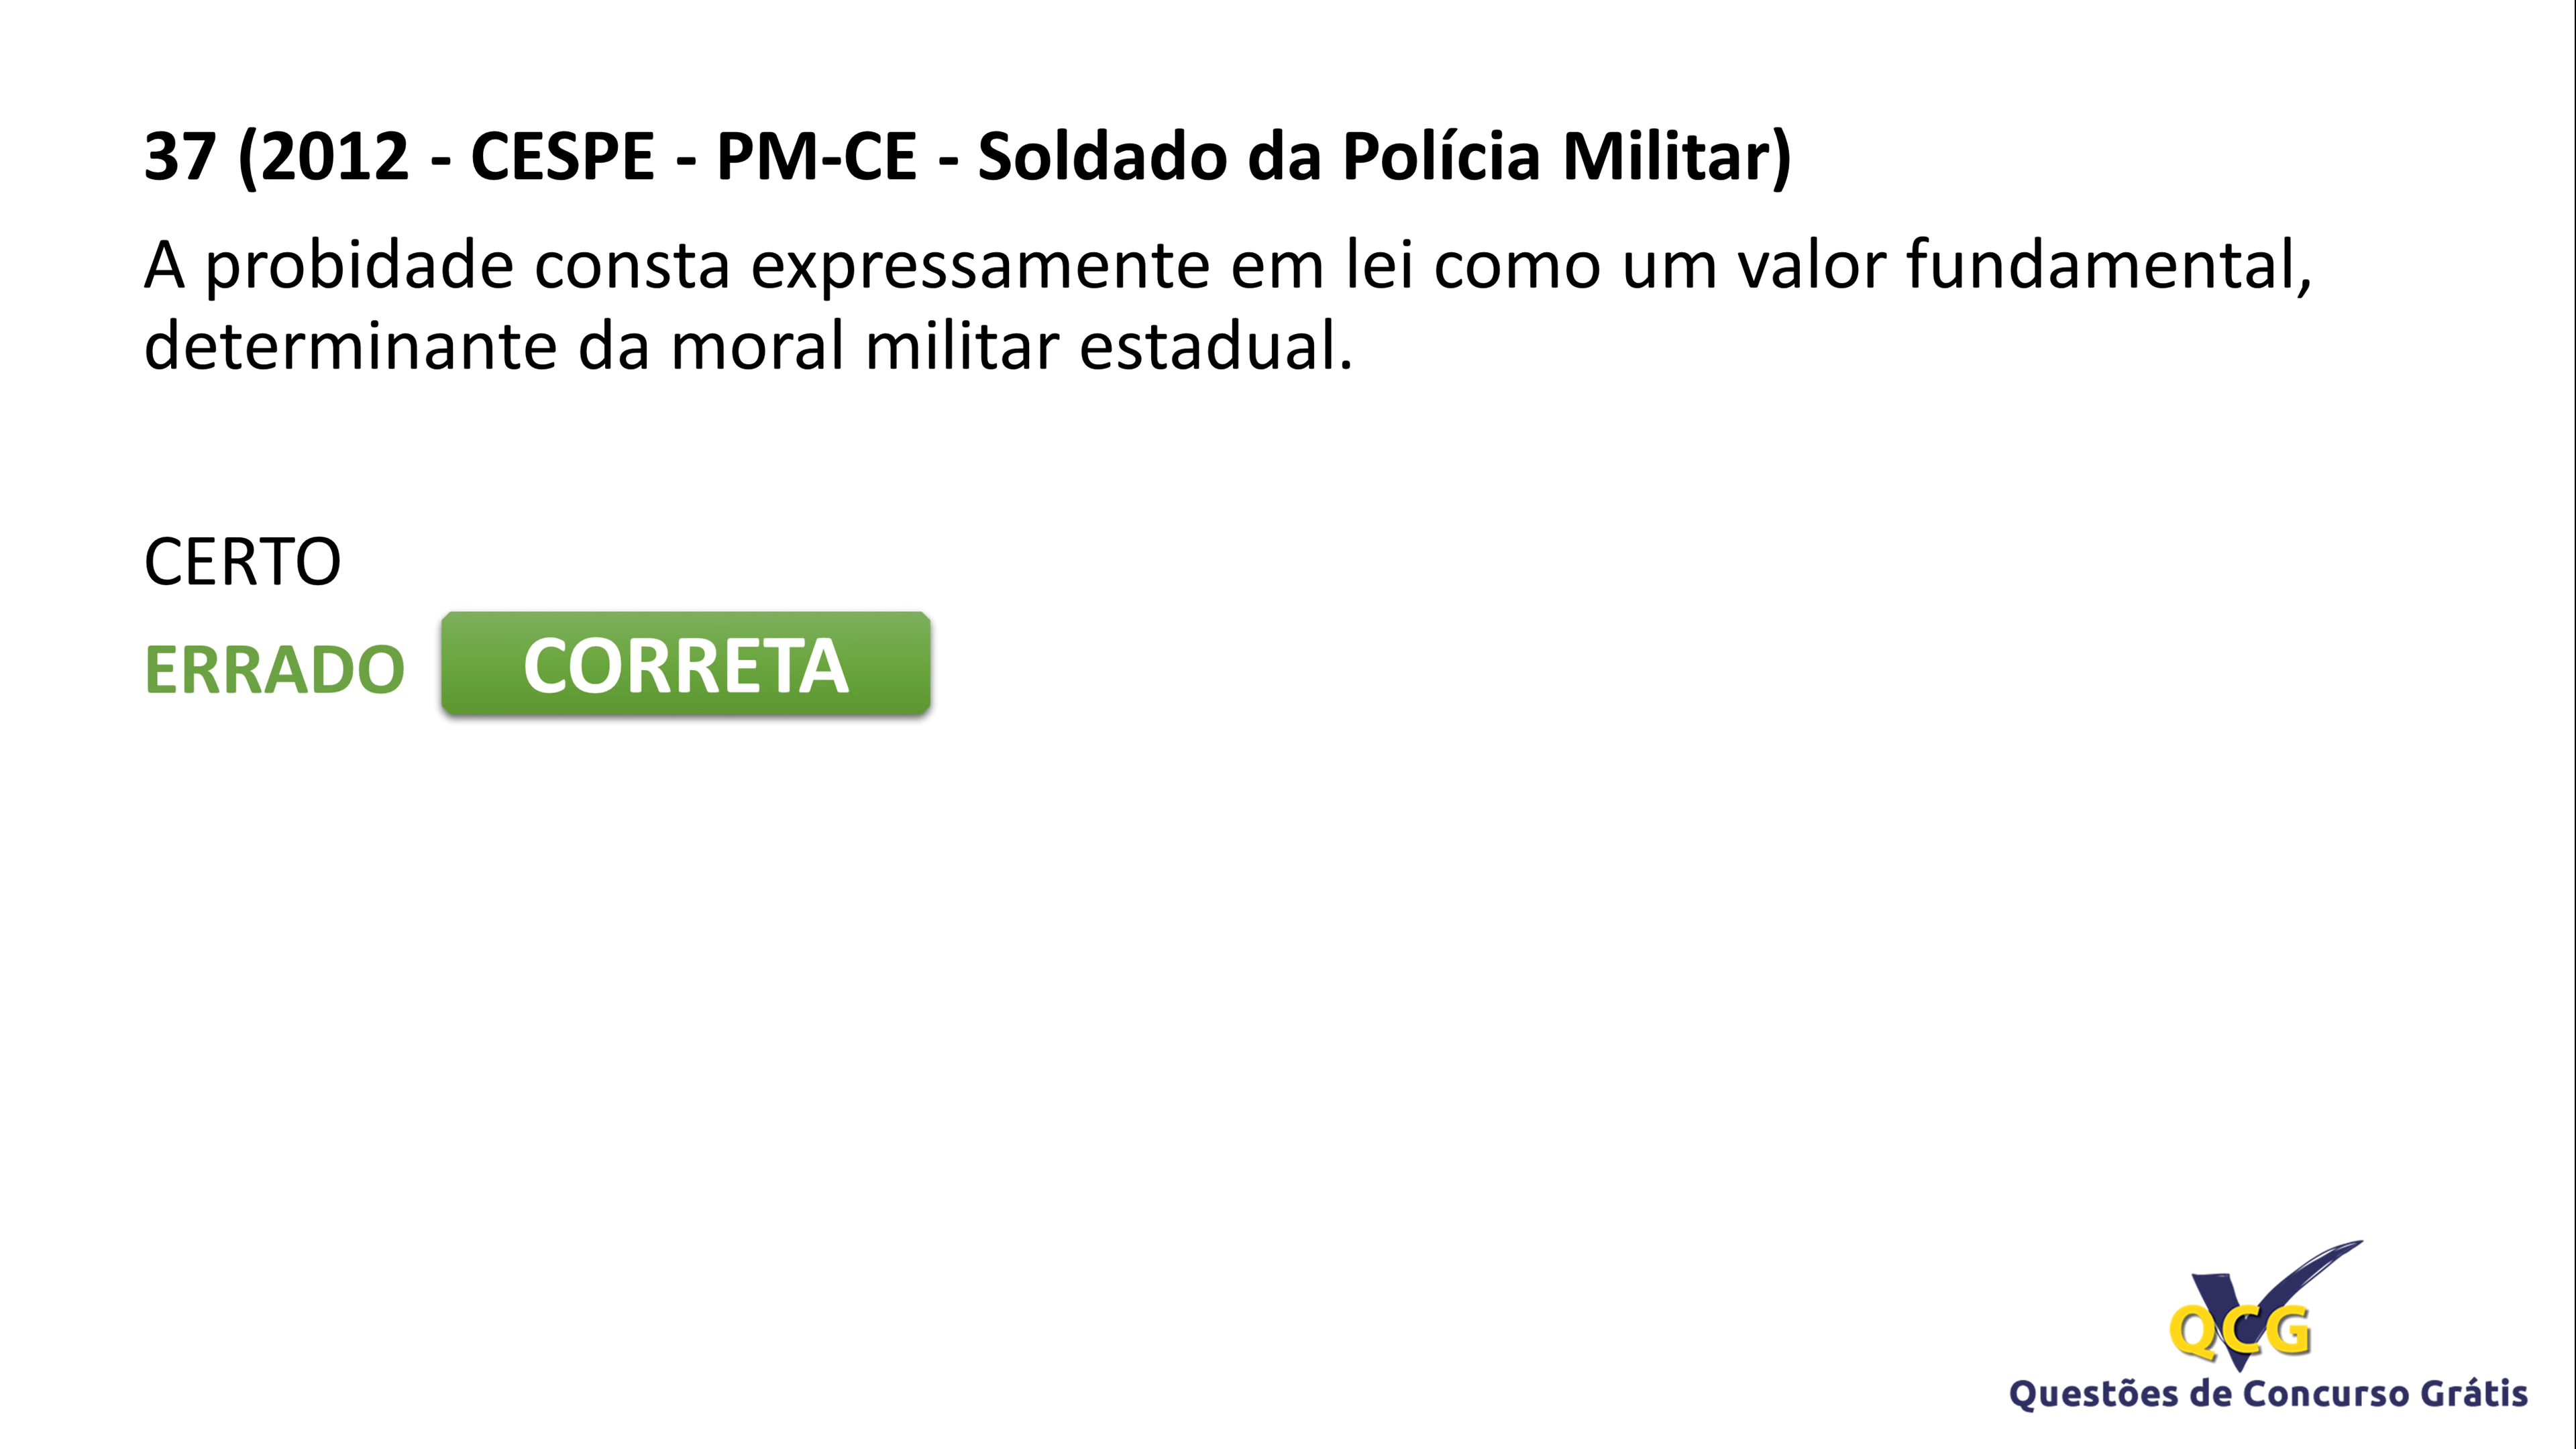 37 (2012 - CESPE - PM-CE - Soldado da Polícia Militar)
A probidade consta expressamente em lei como um valor fundamental,
determinante da moral militar estadual.
CERTO
ERRADO CORRETA
QCG
Questões de Concurso Grátis